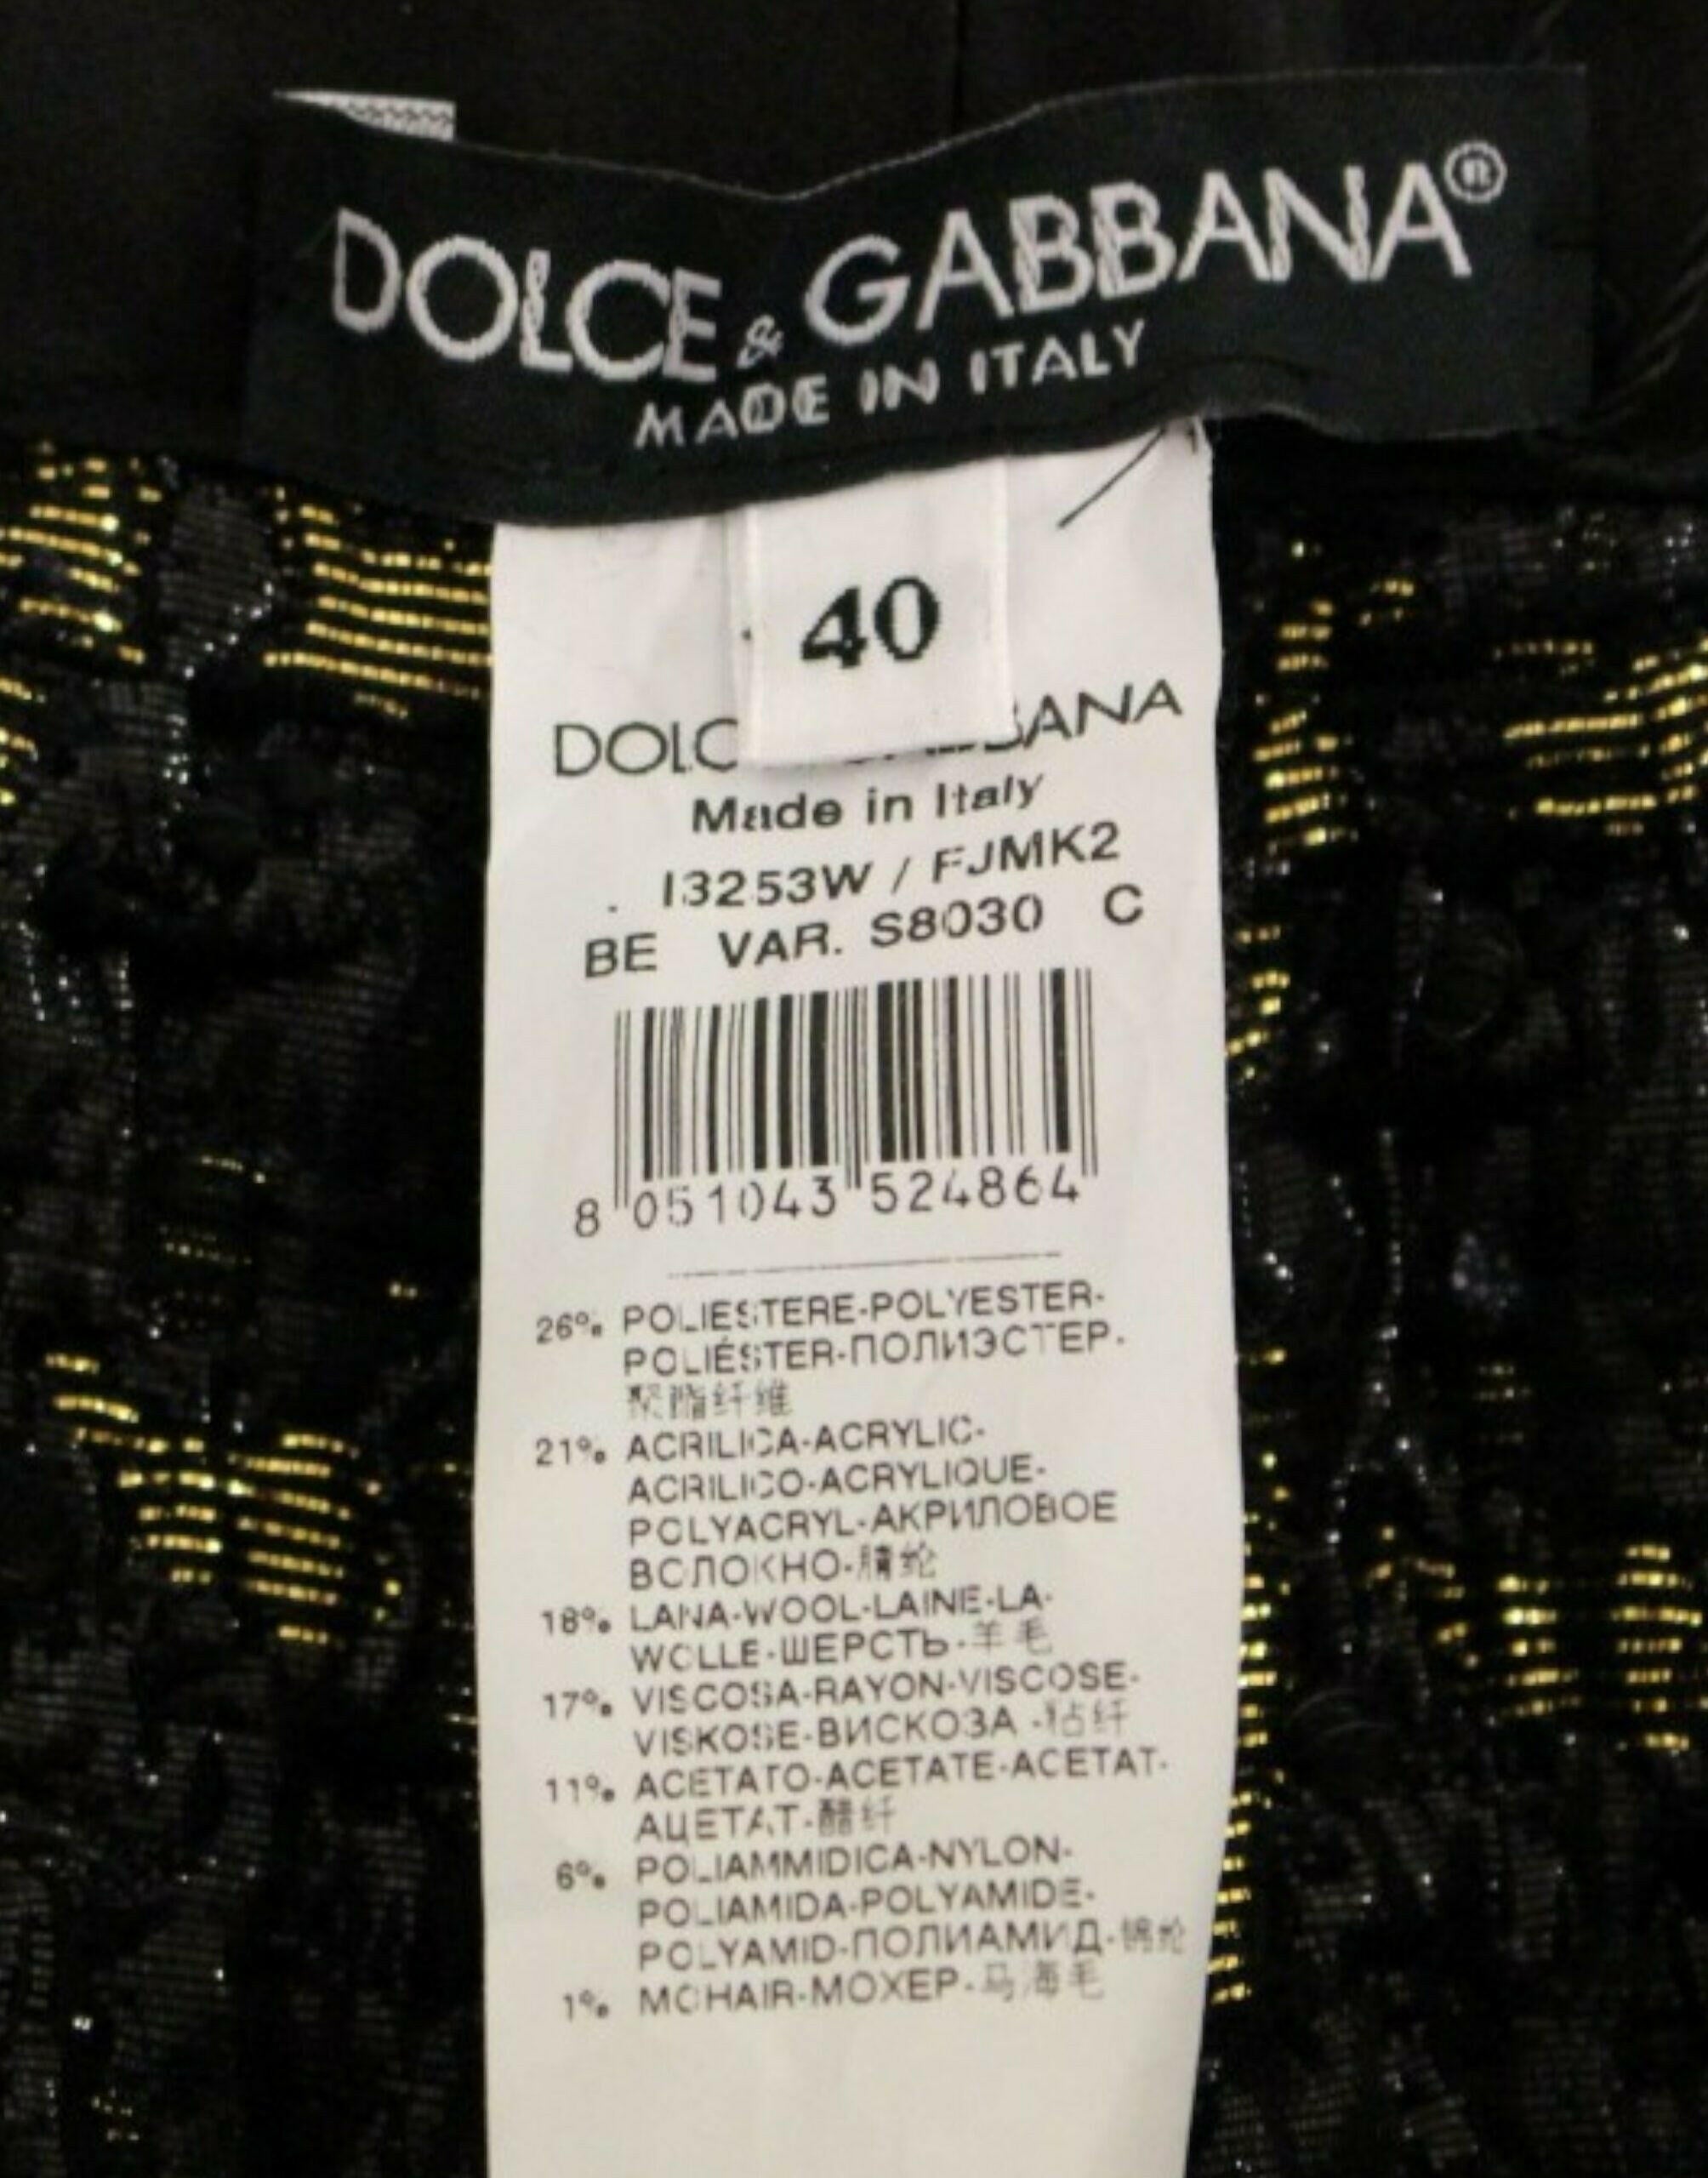 DOLCE & GABBANA®
MADE IN ITALY
40
Made in Italy
I3253W / FJMK2
BE VAR. S8030 C
8 051043 524864
26% POLIESTERE-POLYESTER-
POLIÉSTER-ПОЛИЭСТЕР-
聚酯纤维
21% ACRILICA-ACRYLIC-
ACRILICO-ACRYLIQUE-
POLYACRYL-АКРИЛОВОЕ
ВОЛОКНО-腈纶
18% LANA-WOOL-LAINE-LA-
WOLLE-ШЕРСТЬ-羊毛
17% VISCOSA-RAYON-VISCOSE-
VISKOSE-ВИСКОЗА -粘纤
11% ACETATO-ACETATE-ACETAT-
АЦЕТАТ-醋纤
6% POLIAMMIDICA-NYLON-
POLIAMIDA-POLYAMIDE-
POLYAMID-ПОЛИАМИД-锦纶
1% MOHAIR-МОХЕР-马海毛